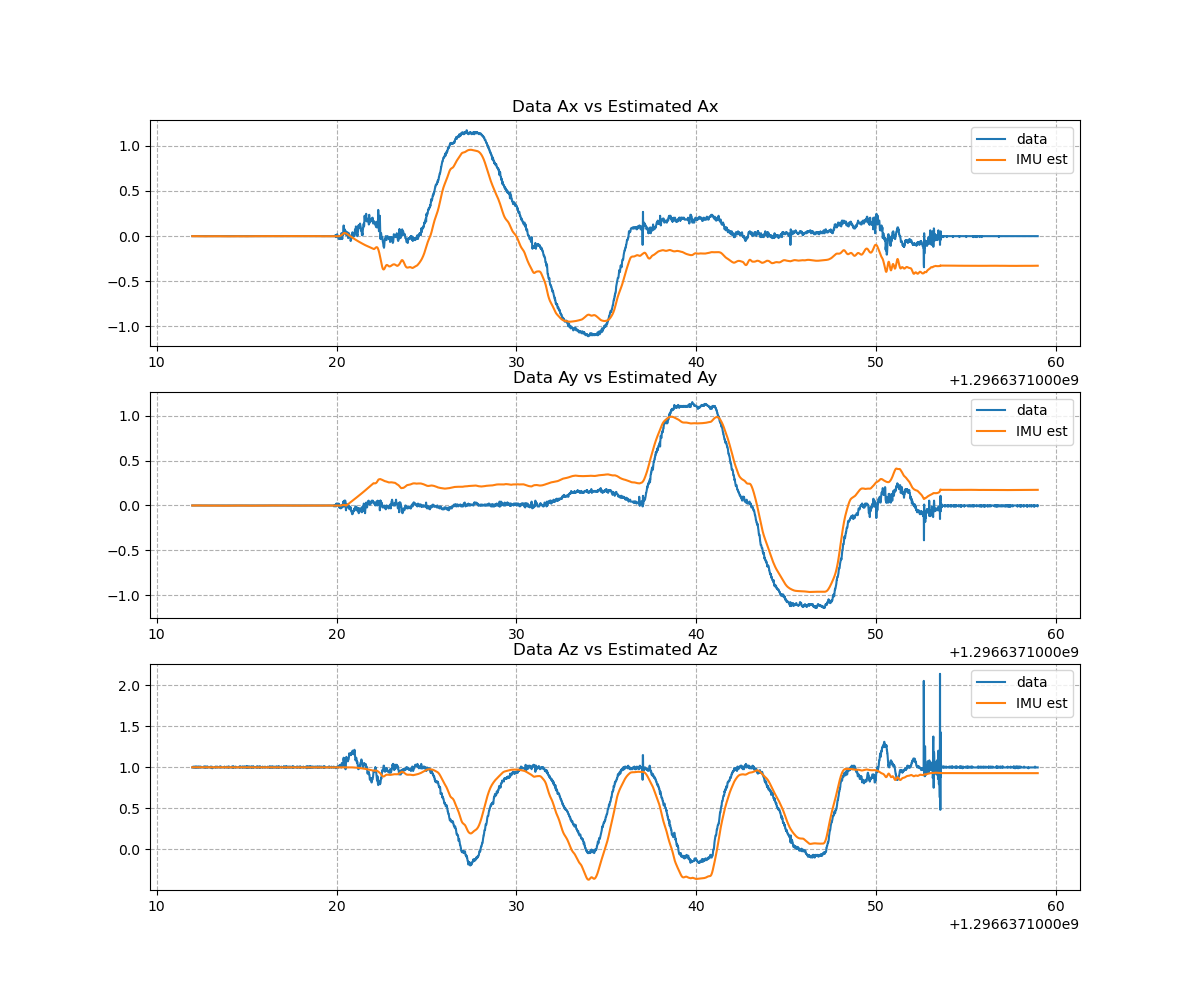 Data Ax vs Estimated Ax
data
IMU est
1.0
0.5
0.0
−0.5
−1.0
10 20 30 40 50 60
+1.2966371000e9
Data Ay vs Estimated Ay
data
IMU est
1.0
0.5
0.0
−0.5
−1.0
10 20 30 40 50 60
+1.2966371000e9
Data Az vs Estimated Az
data
IMU est
2.0
1.5
1.0
0.5
0.0
10 20 30 40 50 60
+1.2966371000e9